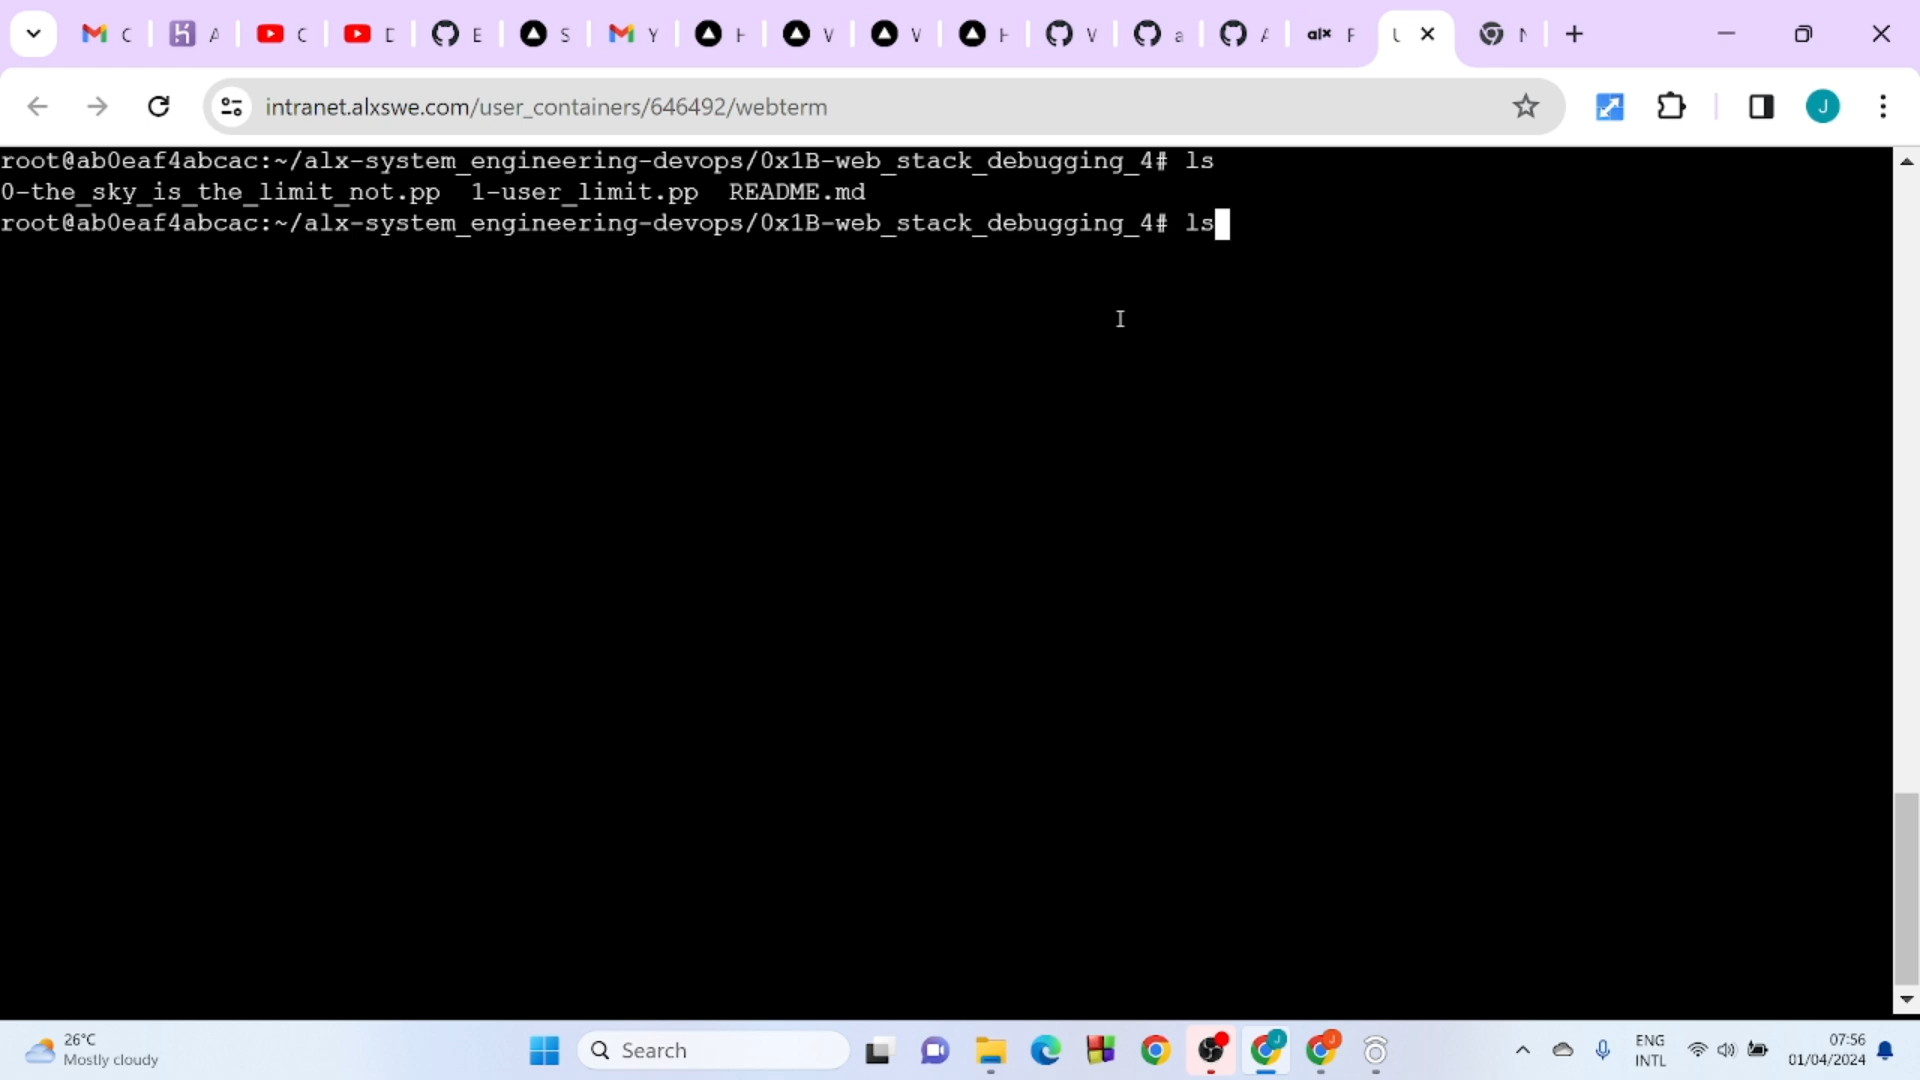 C
A
C
D
E
S
Y
H
V
V
H
V
a
A
alx F
U
N
intranet.alxswe.com/user_containers/646492/webterm
J
root@ab0eaf4abcac:~/alx-system_engineering-devops/0x1B-web_stack_debugging_4# ls
0-the_sky_is_the_limit_not.pp 1-user_limit.pp README.md
root@ab0eaf4abcac:~/alx-system_engineering-devops/0x1B-web_stack_debugging_4# ls
26°C
Mostly cloudy
Search
J
J
ENG
INTL
07:56
01/04/2024